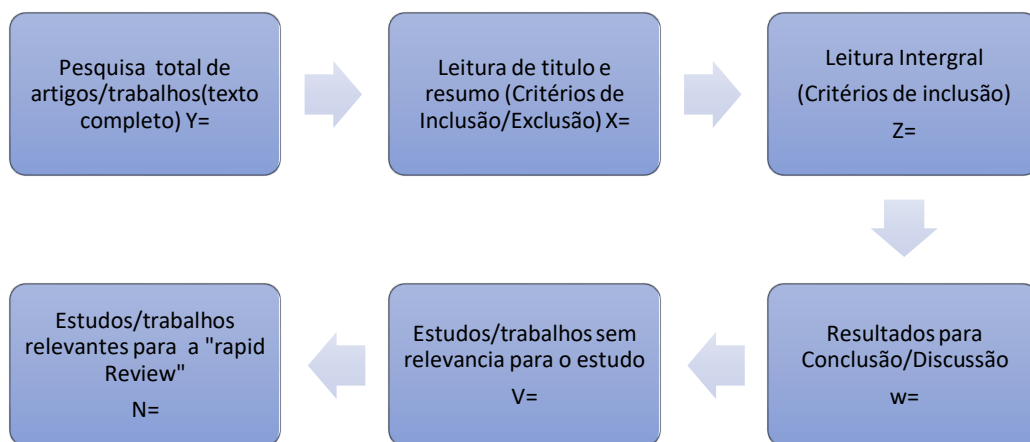 Pesquisa total de
artigos/trabalhos(texto
completo) Y=
Leitura de titulo e
resumo (Critérios de
Inclusão/Exclusão) X=
Leitura Intergral
(Critérios de inclusão)
Z=
Resultados para
Conclusão/Discussão
w=
Estudos/trabalhos sem
relevancia para o estudo
V=
Estudos/trabalhos
relevantes para a "rapid
Review"
N=